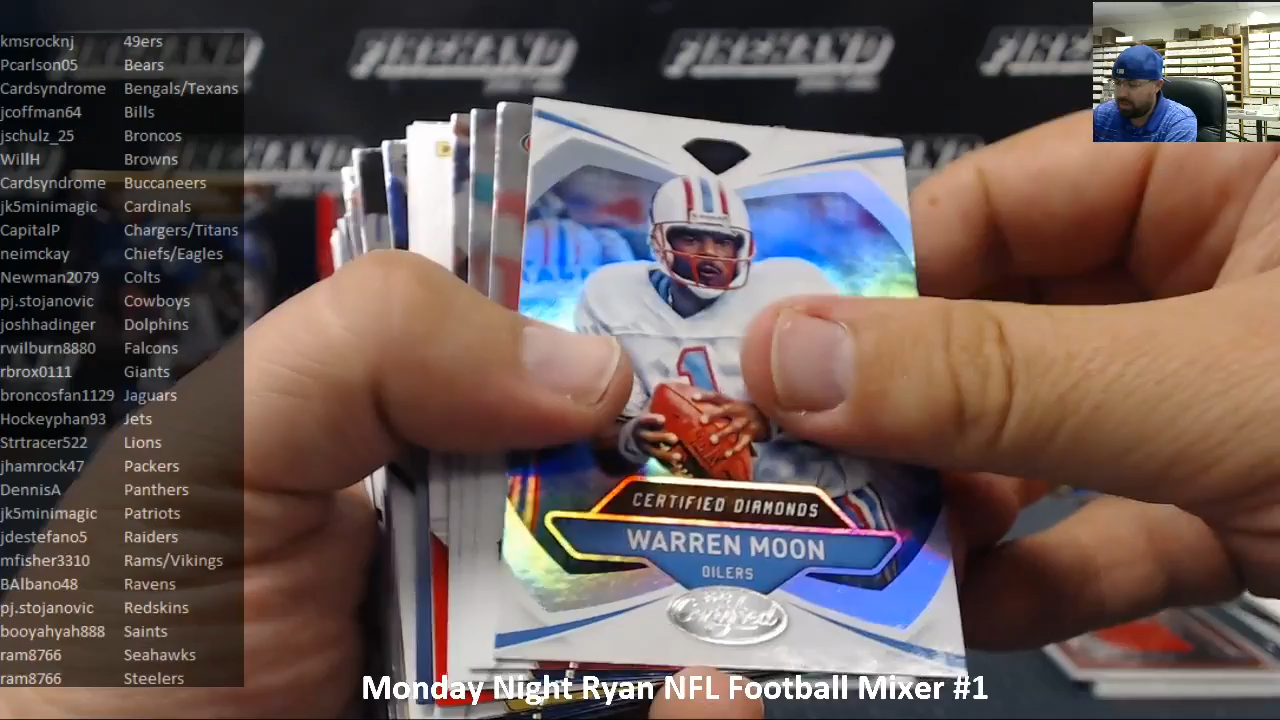 kmsrocknj 49ers
Pcarlson05 Bears
Cardsyndrome Bengals/Texans
jcoffman64 Bills
jschulz_25 Broncos
WillH Browns
Cardsyndrome Buccaneers
jk5minimagic Cardinals
CapitalP Chargers/Titans
neimckay Chiefs/Eagles
Newman2079 Colts
pj.stojanovic Cowboys
joshhadinger Dolphins
rwilburn8880 Falcons
rbrox0111 Giants
broncosfan1129 Jaguars
Hockeyphan93 Jets
Strtracer522 Lions
jhamrock47 Packers
DennisA Panthers
jk5minimagic Patriots
jdestefano5 Raiders
mfisher3310 Rams/Vikings
BAlbano48 Ravens
pj.stojanovic Redskins
booyahyah888 Saints
ram8766 Seahawks
ram8766 Steelers
1
CERTIFIED DIAMONDS
WARREN MOON
OILERS
Certified
Monday Night Ryan NFL Football Mixer #1